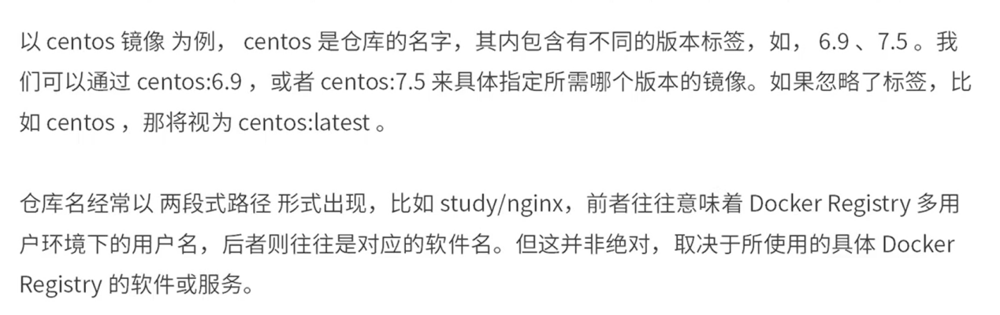 以 centos 镜像 为例， centos 是仓库的名字，其内包含有不同的版本标签，如， 6.9 、7.5 。我
们可以通过 centos:6.9 ，或者 centos:7.5 来具体指定所需哪个版本的镜像。如果忽略了标签，比
如 centos ，那将视为 centos:latest 。
仓库名经常以 两段式路径 形式出现，比如 study/nginx，前者往往意味着 Docker Registry 多用
户环境下的用户名，后者则往往是对应的软件名。但这并非绝对，取决于所使用的具体 Docker
Registry 的软件或服务。